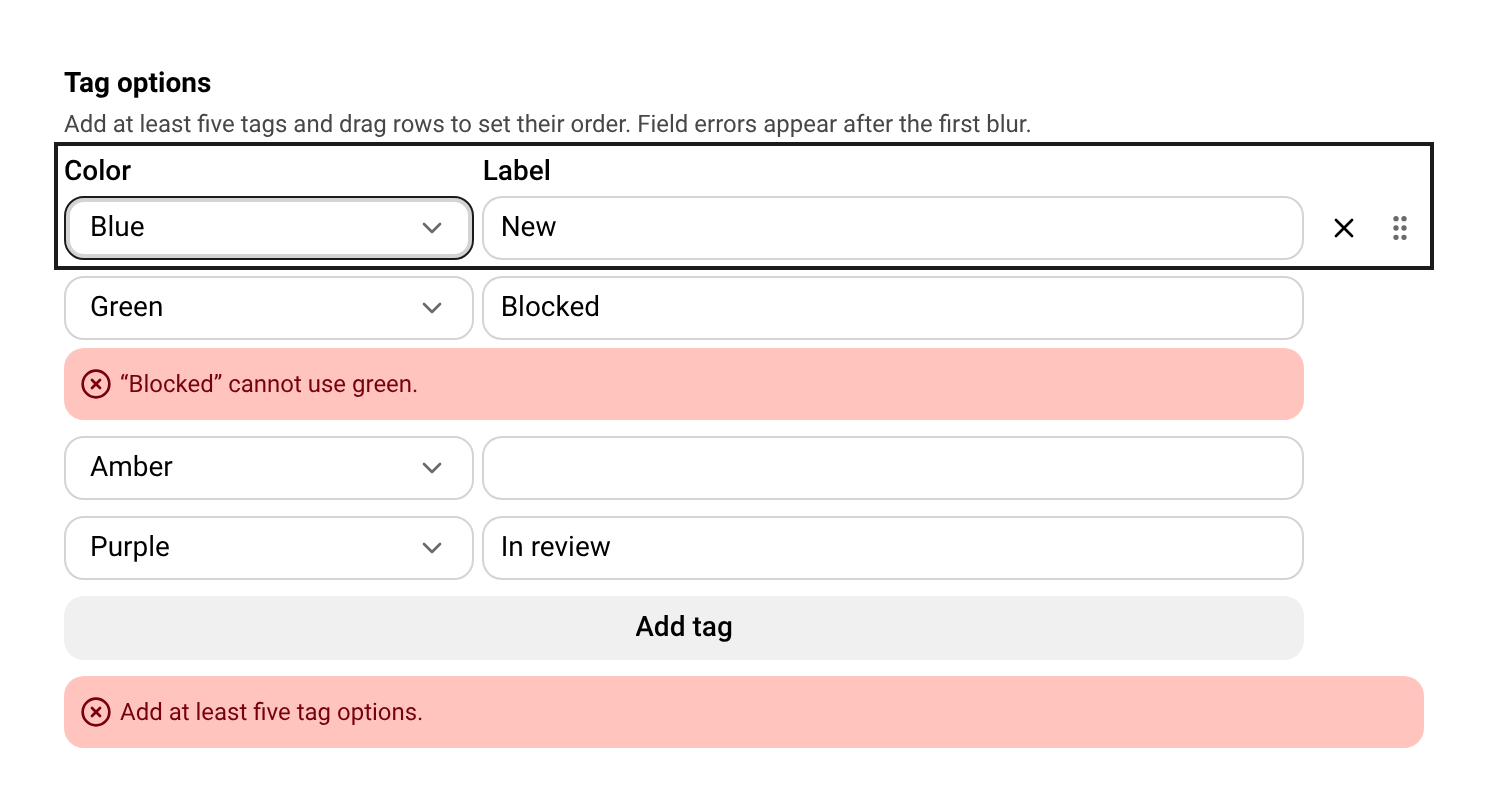 Tag options
Add at least five tags and drag rows to set their order. Field errors appear after the first blur.
Color Label
Blue New
Green Blocked
“Blocked” cannot use green.
Amber
Purple In review
Add tag
Add at least five tag options.